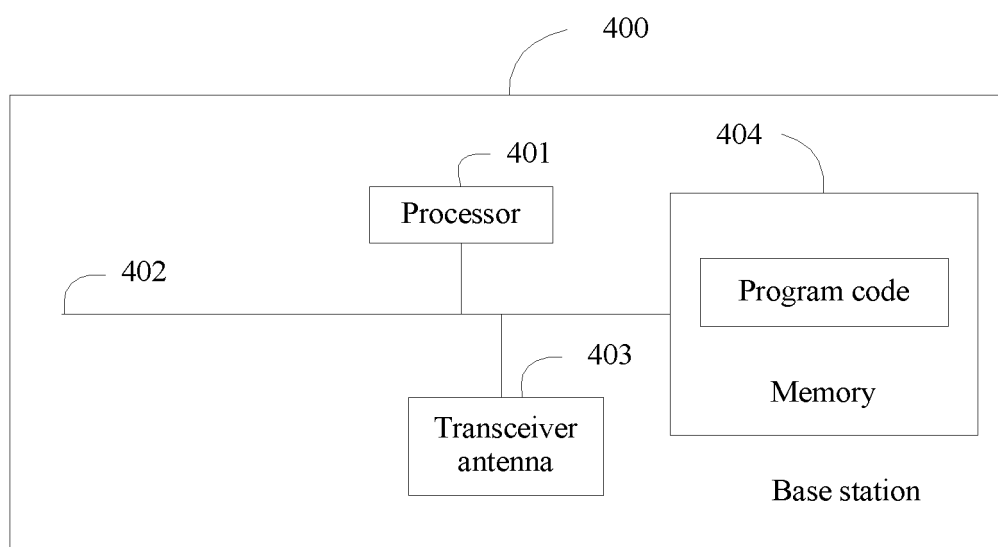 400
404
401
Processor
402
Program code
403
Memory
Transceiver
antenna
Base station